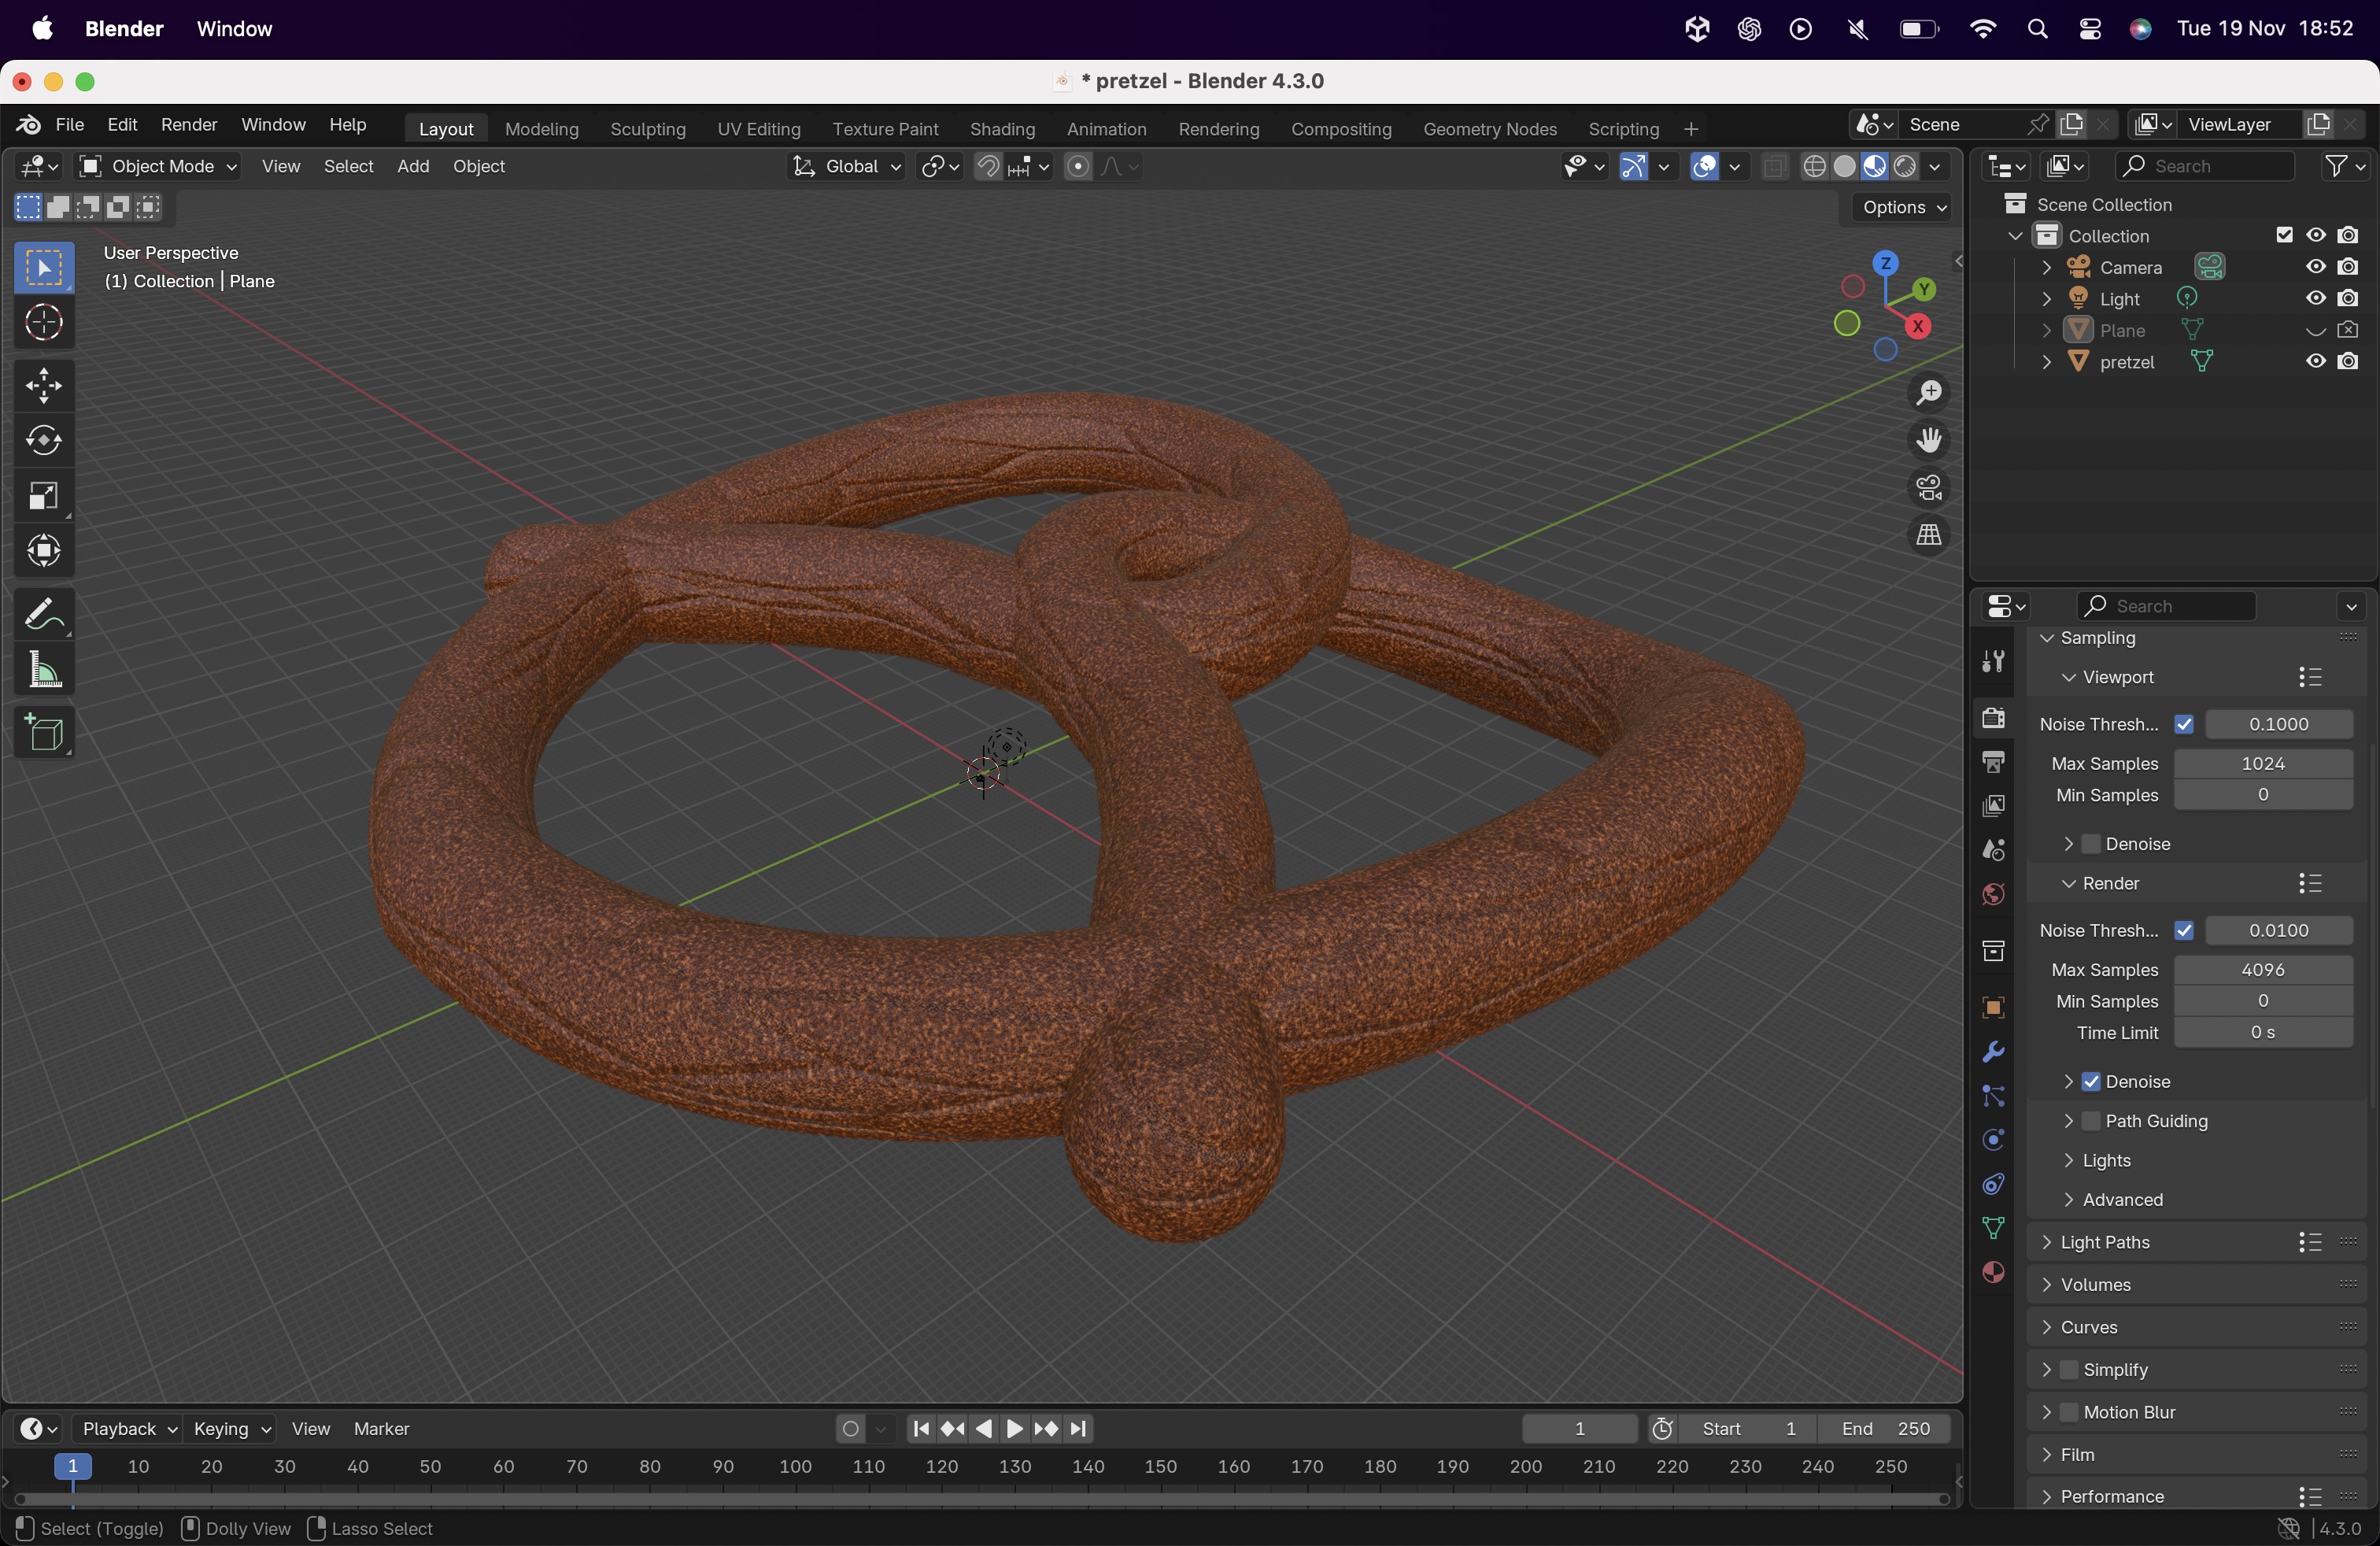 Blender Window Tue 19 Nov 18:52
* pretzel - Blender 4.3.0
File Edit Render Window Help Layout Modeling Sculpting UV Editing Texture Paint Shading Animation Rendering Compositing Geometry Nodes Scripting + Scene ViewLayer
Object Mode View Select Add Object Global Search
Options
User Perspective
(1) Collection | Plane
Z
Y
X
Scene Collection
Collection
Camera
Light
Plane
pretzel
Search
Sampling
Viewport
Noise Thresh... 0.1000
Max Samples 1024
Min Samples 0
Denoise
Render
Noise Thresh... 0.0100
Max Samples 4096
Min Samples 0
Time Limit 0 s
Denoise
Path Guiding
Lights
Advanced
Light Paths
Volumes
Curves
Simplify
Motion Blur
Film
Performance
Playback Keying View Marker 1 Start 1 End 250
1 10 20 30 40 50 60 70 80 90 100 110 120 130 140 150 160 170 180 190 200 210 220 230 240 250
Select (Toggle) Dolly View Lasso Select 4.3.0